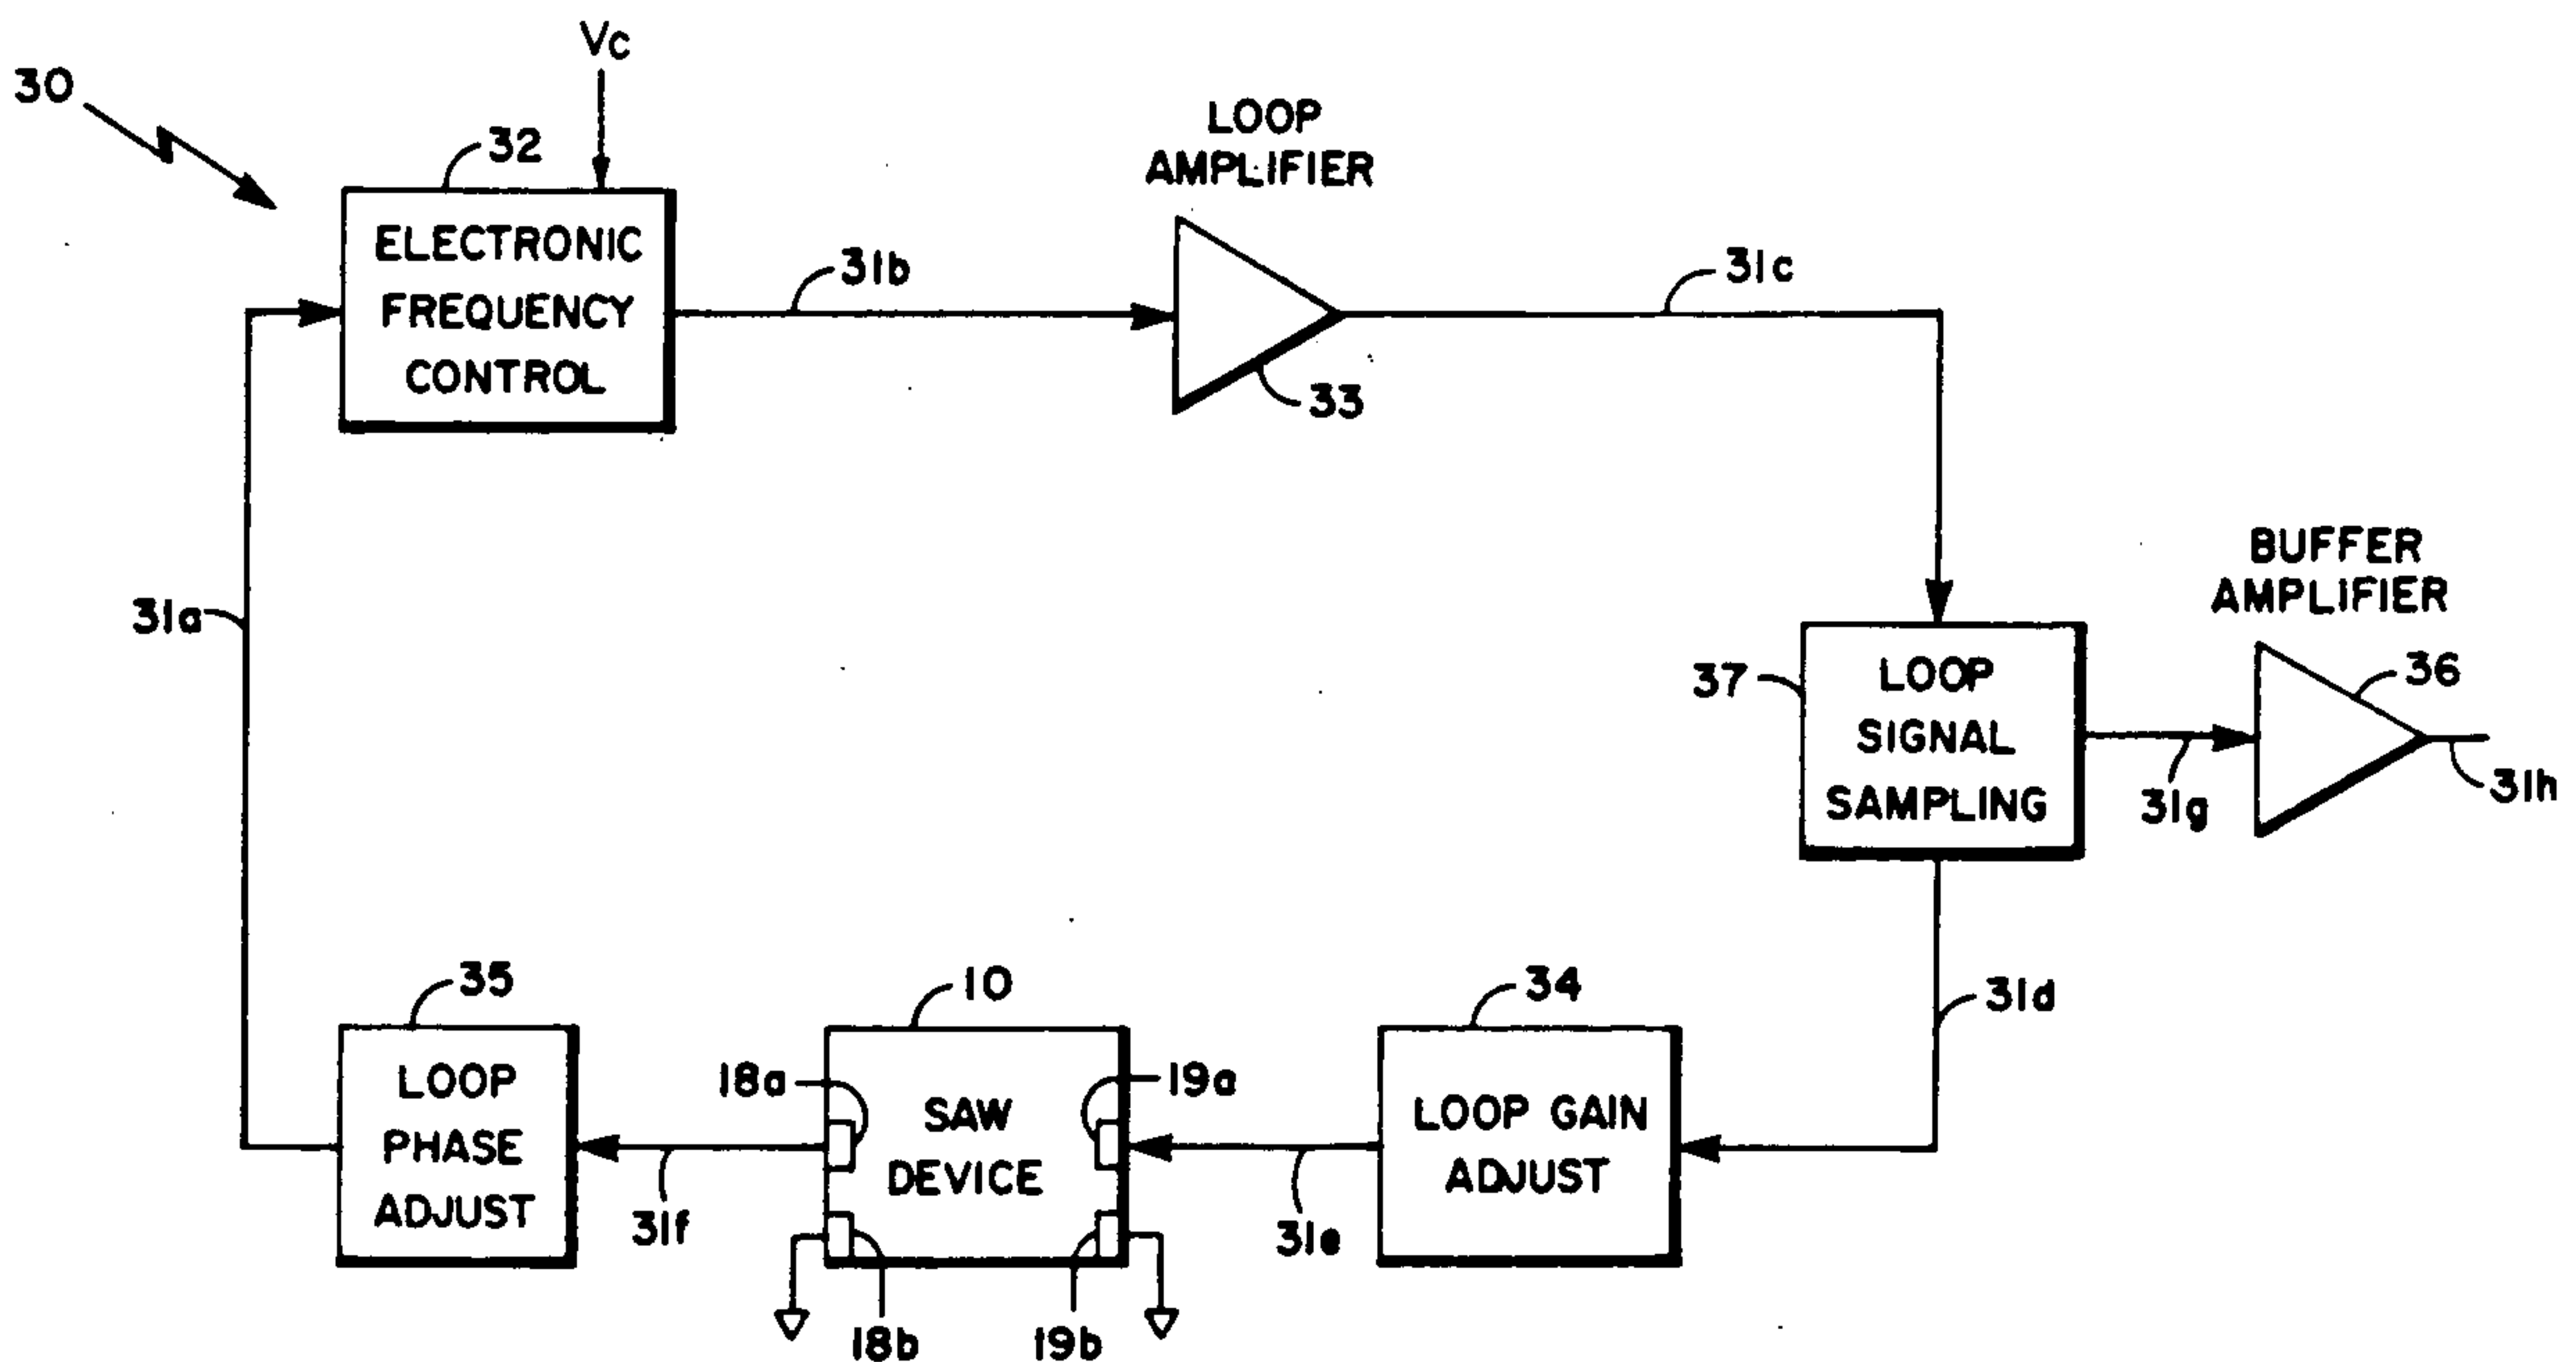 Vc
30
32
ELECTRONIC
FREQUENCY
CONTROL
31b
LOOP
AMPLIFIER
33
31c
31a
BUFFER
AMPLIFIER
37
LOOP
SIGNAL
SAMPLING
36
31g
31h
31d
35
LOOP
PHASE
ADJUST
31f
10
18a
SAW
DEVICE
19a
18b
19b
31e
34
LOOP GAIN
ADJUST